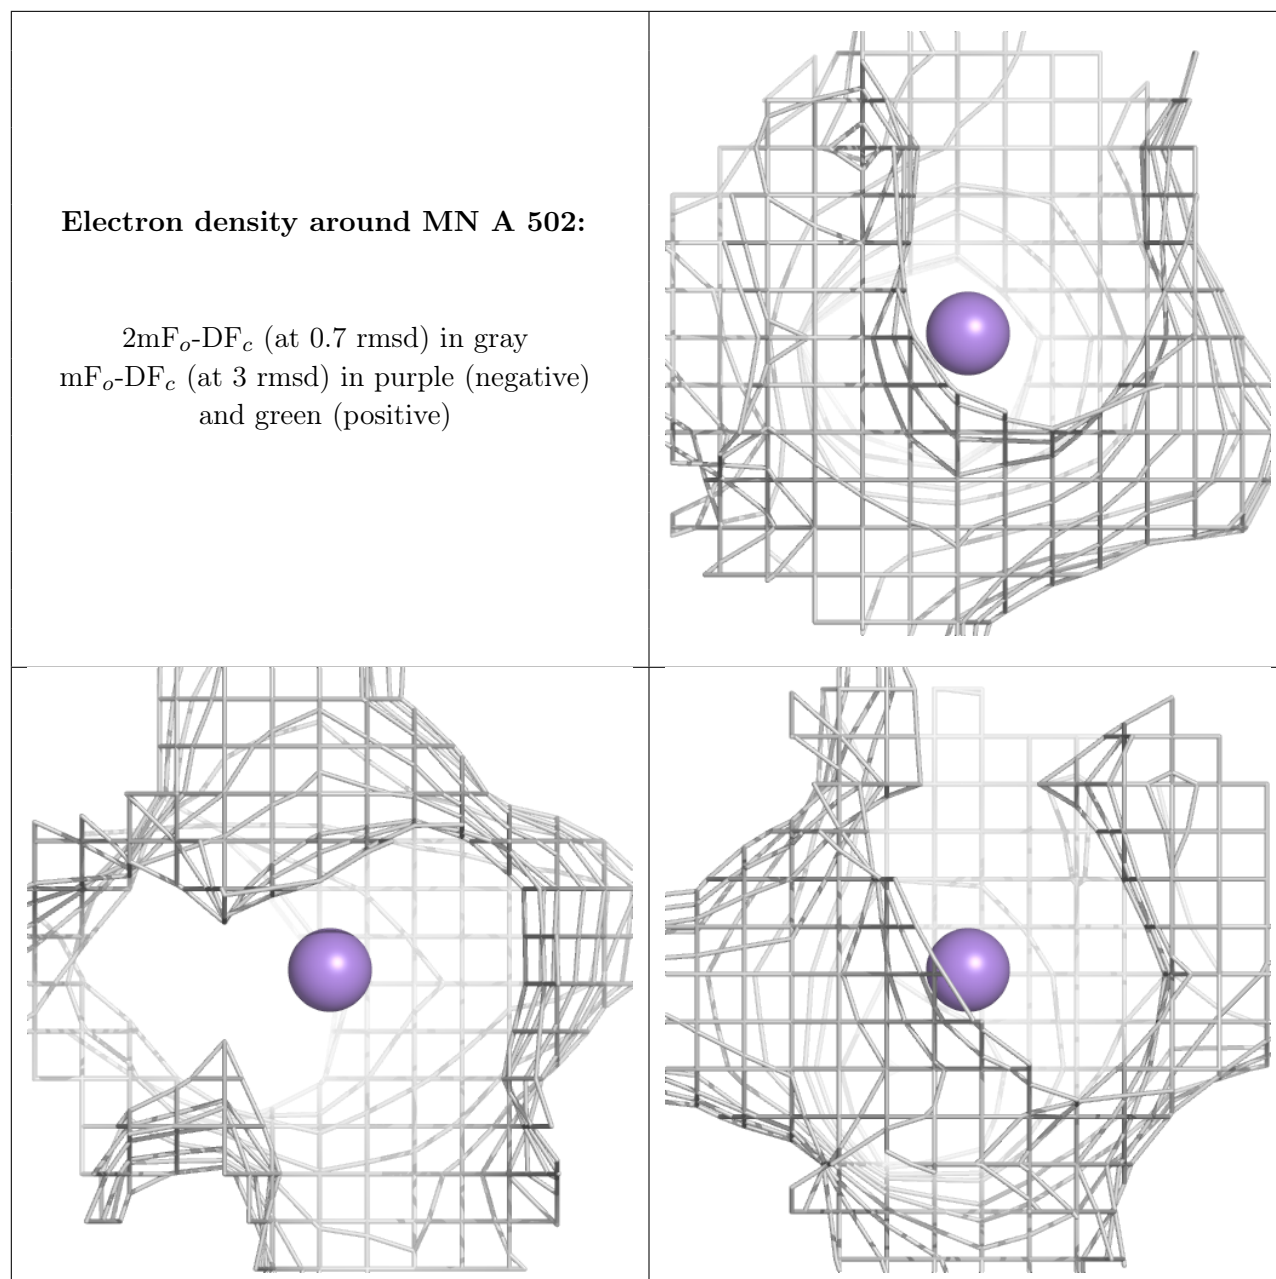 Electron density around MN A 502:
2mFo-DFc (at 0.7 rmsd) in gray
mFo-DFc (at 3 rmsd) in purple (negative)
and green (positive)